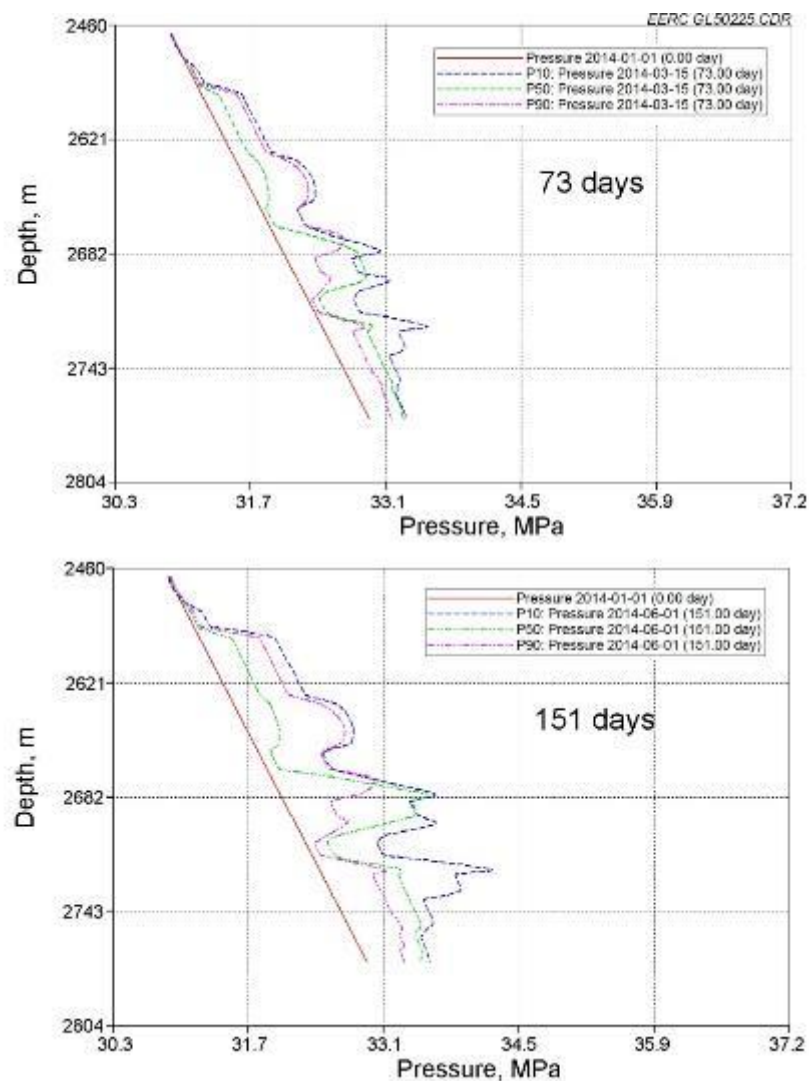 EERC GL50225.CDR
2460
Pressure 2014-01-01 (0.00 day)
P10: Pressure 2014-03-15 (73.00 day)
P50: Pressure 2014-03-15 (73.00 day)
P90: Pressure 2014-03-15 (73.00 day)
2621
73 days
Depth, m
2682
2743
2804
30.3 31.7 33.1 34.5 35.9 37.2
Pressure, MPa
2460
Pressure 2014-01-01 (0.00 day)
P10: Pressure 2014-06-01 (151.00 day)
P50: Pressure 2014-06-01 (151.00 day)
P90: Pressure 2014-06-01 (151.00 day)
2621
151 days
Depth, m
2682
2743
2804
30.3 31.7 33.1 34.5 35.9 37.2
Pressure, MPa